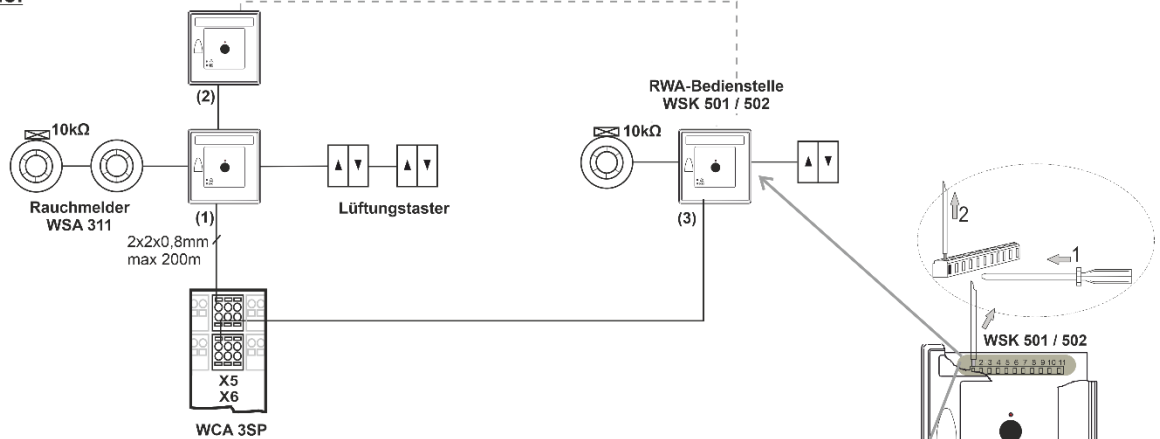 (2)
10kΩ
Rauchmelder
WSA 311
(1)
2x2x0,8mm
max 200m
Lüftungstaster
X5
X6
WCA 3SP
RWA-Bedienstelle
WSK 501 / 502
10kΩ
(3)
2
1
WSK 501 / 502
2 3 4 5 6 7 8 9 10 11